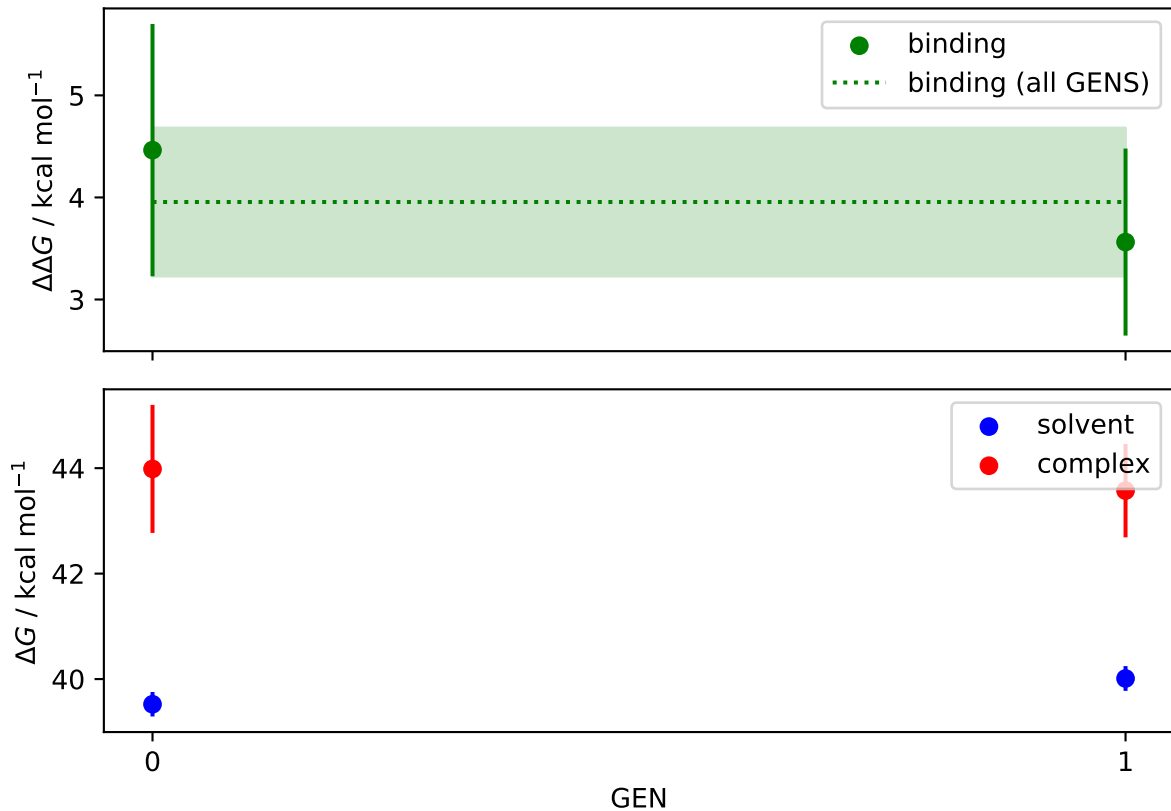 binding
binding (all GENS)
5
4
3
ΔΔG / kcal mol⁻¹
solvent
complex
44
42
40
ΔG / kcal mol⁻¹
0 1
GEN